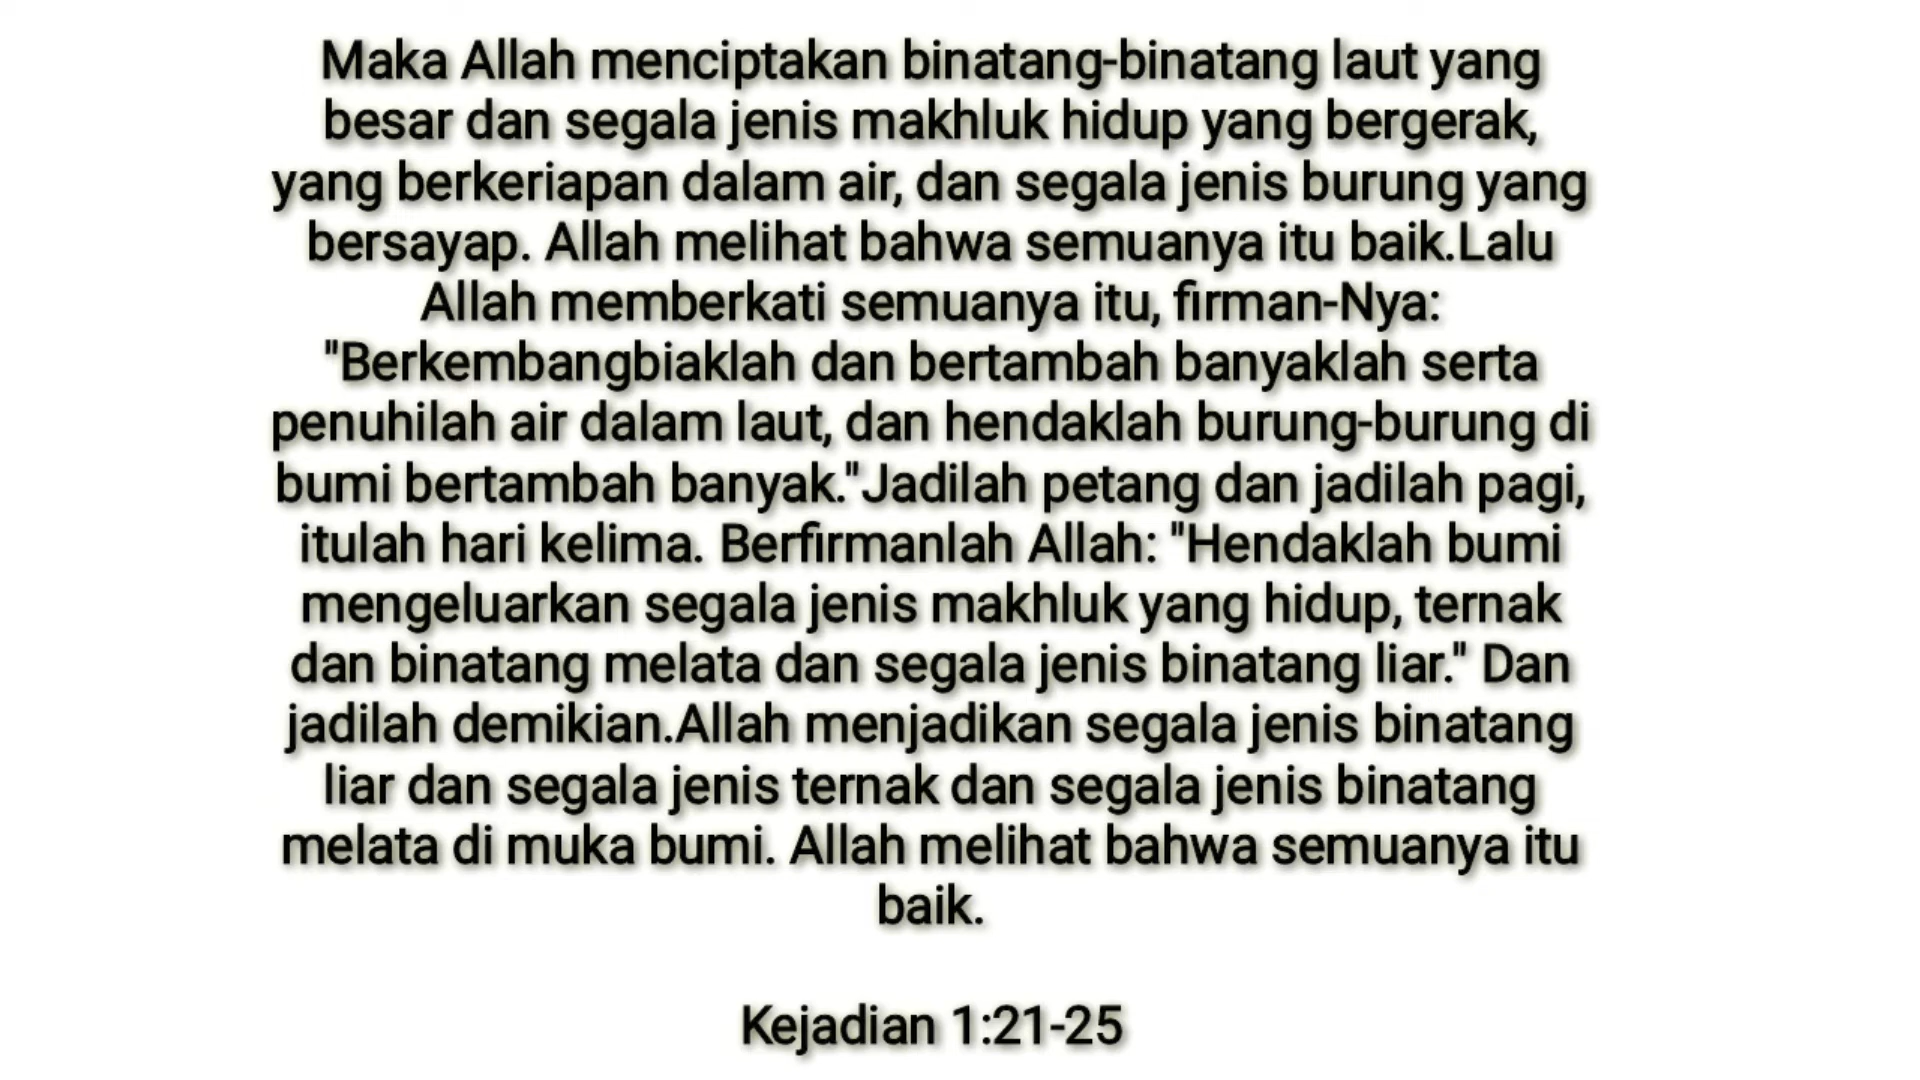 Maka Allah menciptakan binatang-binatang laut yang
besar dan segala jenis makhluk hidup yang bergerak,
yang berkeriapan dalam air, dan segala jenis burung yang
bersayap. Allah melihat bahwa semuanya itu baik.Lalu
Allah memberkati semuanya itu, firman-Nya:
"Berkembangbiaklah dan bertambah banyaklah serta
penuhilah air dalam laut, dan hendaklah burung-burung di
bumi bertambah banyak."Jadilah petang dan jadilah pagi,
itulah hari kelima. Berfirmanlah Allah: "Hendaklah bumi
mengeluarkan segala jenis makhluk yang hidup, ternak
dan binatang melata dan segala jenis binatang liar." Dan
jadilah demikian.Allah menjadikan segala jenis binatang
liar dan segala jenis ternak dan segala jenis binatang
melata di muka bumi. Allah melihat bahwa semuanya itu
baik.
Kejadian 1:21-25